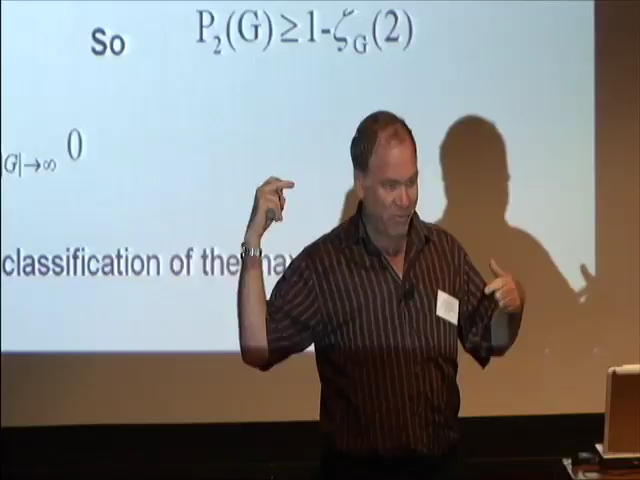 So P₂(G)≥1-ζ_G(2)
|G|→∞ 0
classification of the